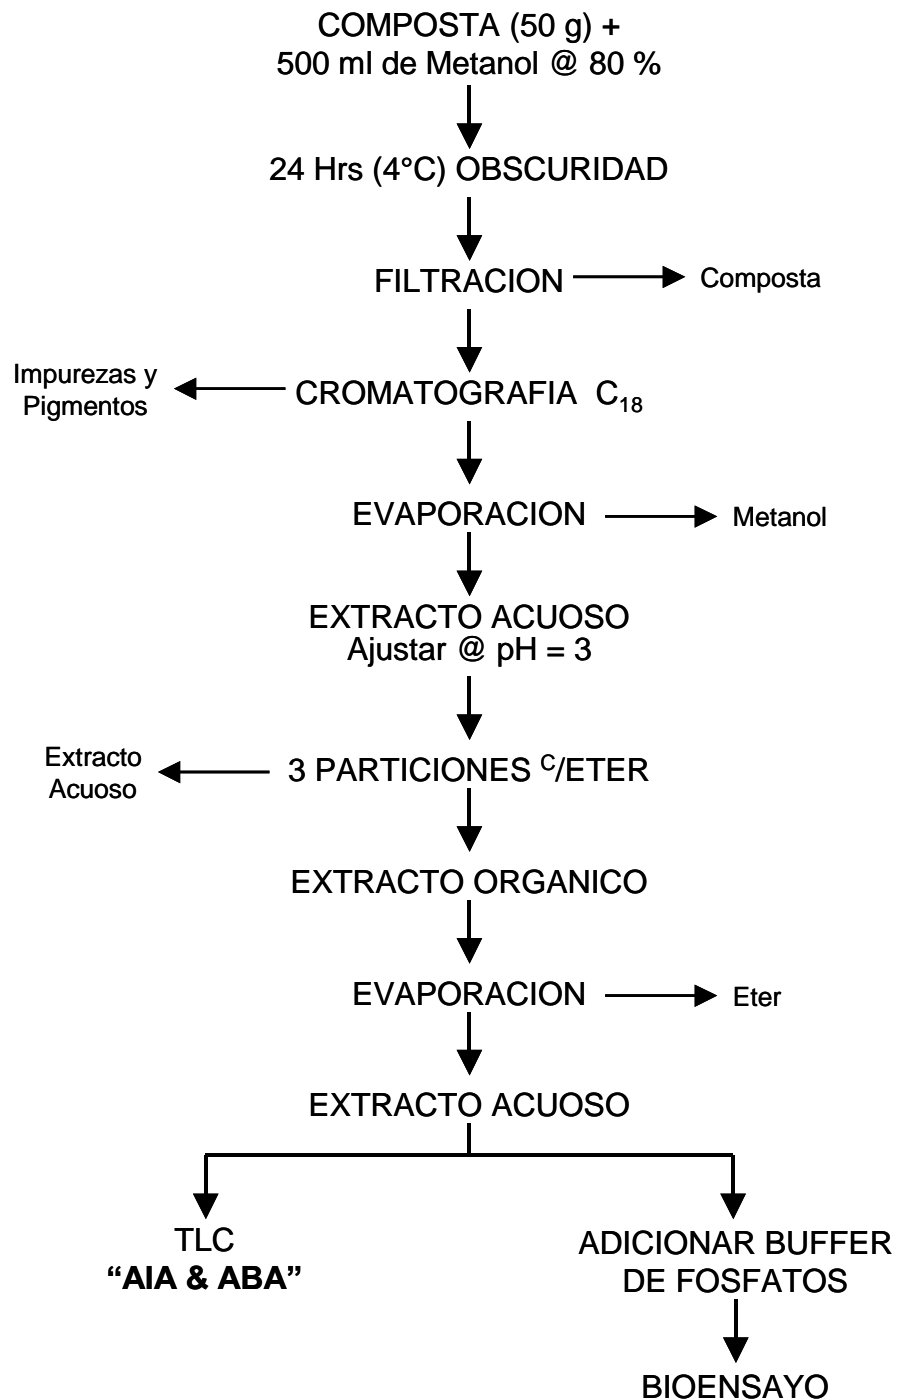 COMPOSTA (50 g) +
500 ml de Metanol @ 80 %
24 Hrs (4°C) OBSCURIDAD
FILTRACION
Composta
Impurezas y
Pigmentos
CROMATOGRAFIA C₁₈
EVAPORACION
Metanol
EXTRACTO ACUOSO
Ajustar @ pH = 3
Extracto
Acuoso
3 PARTICIONES ᶜ/ETER
EXTRACTO ORGANICO
EVAPORACION
Eter
EXTRACTO ACUOSO
TLC
“AIA & ABA”
ADICIONAR BUFFER
DE FOSFATOS
BIOENSAYO